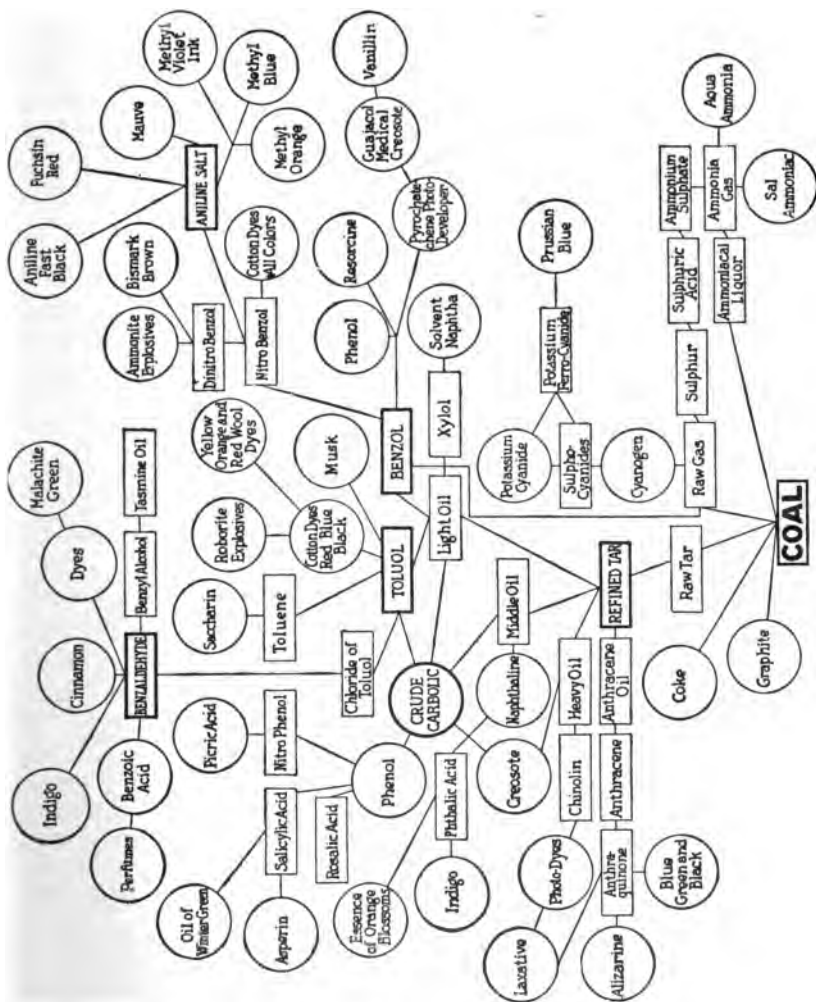 Fuchsin
Red
Mauve
Methyl
Violet
Ink
Methyl
Blue
Aniline
Fast
Black
ANILINE SALT
Methyl
Orange
Vanillin
Guajacol
Medical
Creosote
Bismark
Brown
Ammonite
Explosives
Dinitro Benzol
Nitro Benzol
Cotton Dyes
All Colors
Resorcine
Phenol
Developer
Solvent
Naphtha
Malachite
Green
Dyes
Cinnamon
Indigo
Benzyl Alcohol
Tasmine Oil
BENZALDEHYDE
Benzoic
Acid
Perfumes
Yellow
Orange and
Red Wool
Dyes
Musk
Roborite
Explosives
Cotton Dyes
Red Blue
Black
Saccharin
Toluene
TOLUOL
BENZOL
Xylol
Light Oil
Chloride of
Toluol
Picric Acid
Nitro Phenol
CRUDE
CARBOLIC
Phenol
Oil of
WinterGreen
Salicylic Acid
Asperin
Rosalic Acid
Essence
of Orange
Blossoms
Phthalic Acid
Indigo
Naphthaline
Middle Oil
Creosote
Heavy Oil
Chinolin
Photo-Dyes
Laxative
REFINED TAR
Anthracane
Oil
Anthracene
Anthra-
quinone
Blue
Green and
Black
Alizarine
Prussian
Blue
Potassium
Ferro-Cyanide
Potassium
Cyanide
Sulpho-
Cyanides
Cyanogen
Aqua
Ammonia
Ammonium
Sulphate
Ammonia
Gas
Sal
Ammoniac
Sulphuric
Acid
Ammoniacal
Liquor
Sulphur
Raw Gas
Raw Tar
Coke
Graphite
COAL